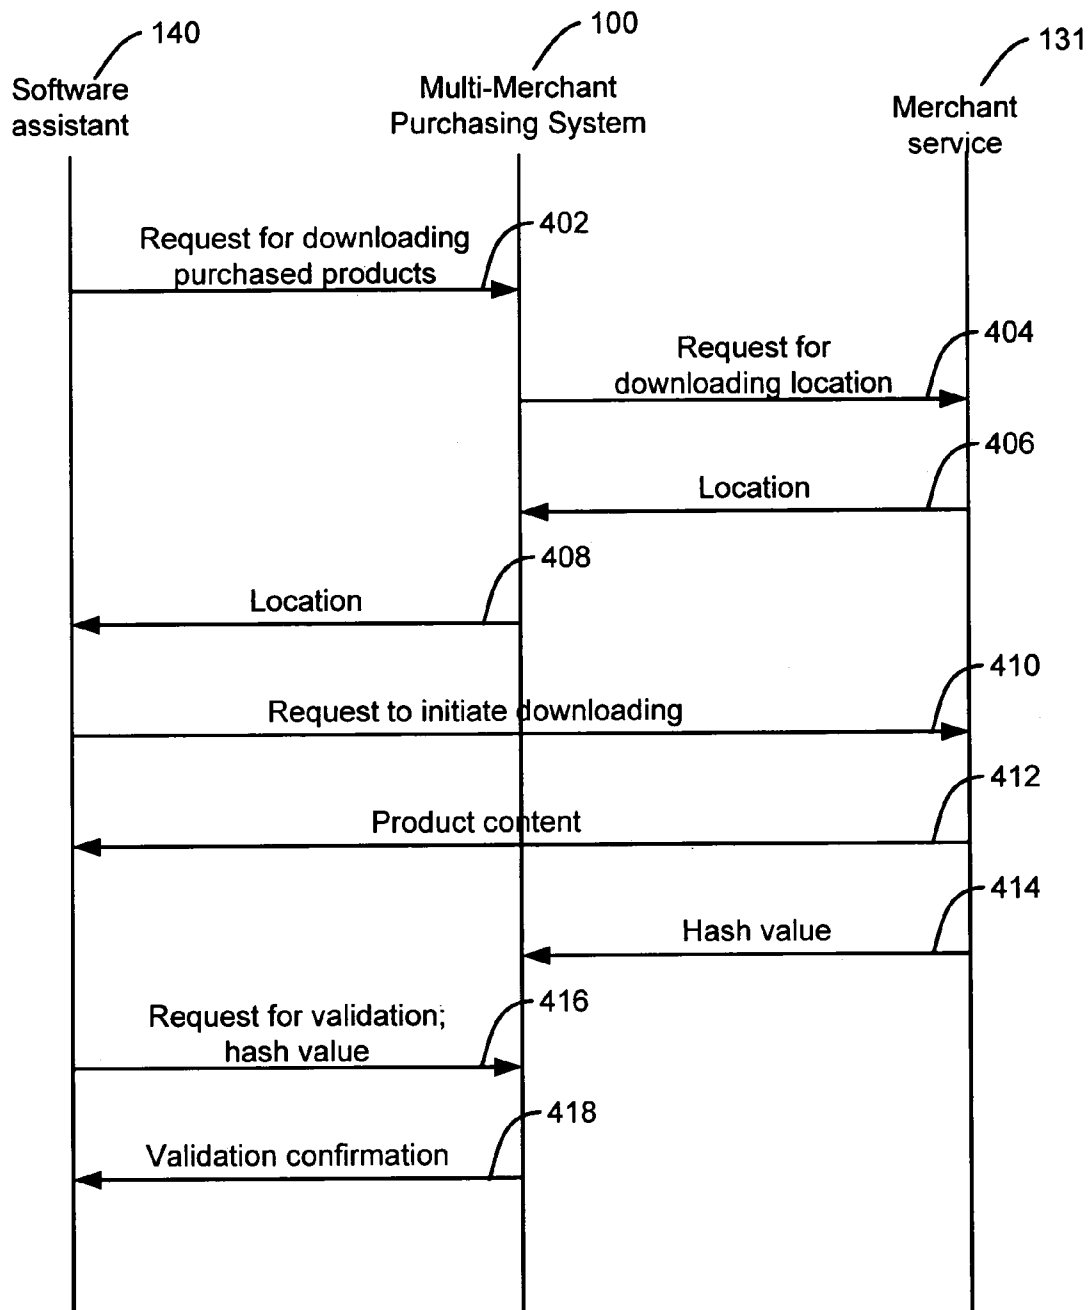 140
100
131
Software
assistant
Multi-Merchant
Purchasing System
Merchant
service
402
Request for downloading
purchased products
404
Request for
downloading location
406
Location
408
Location
410
Request to initiate downloading
412
Product content
414
Hash value
416
Request for validation;
hash value
418
Validation confirmation